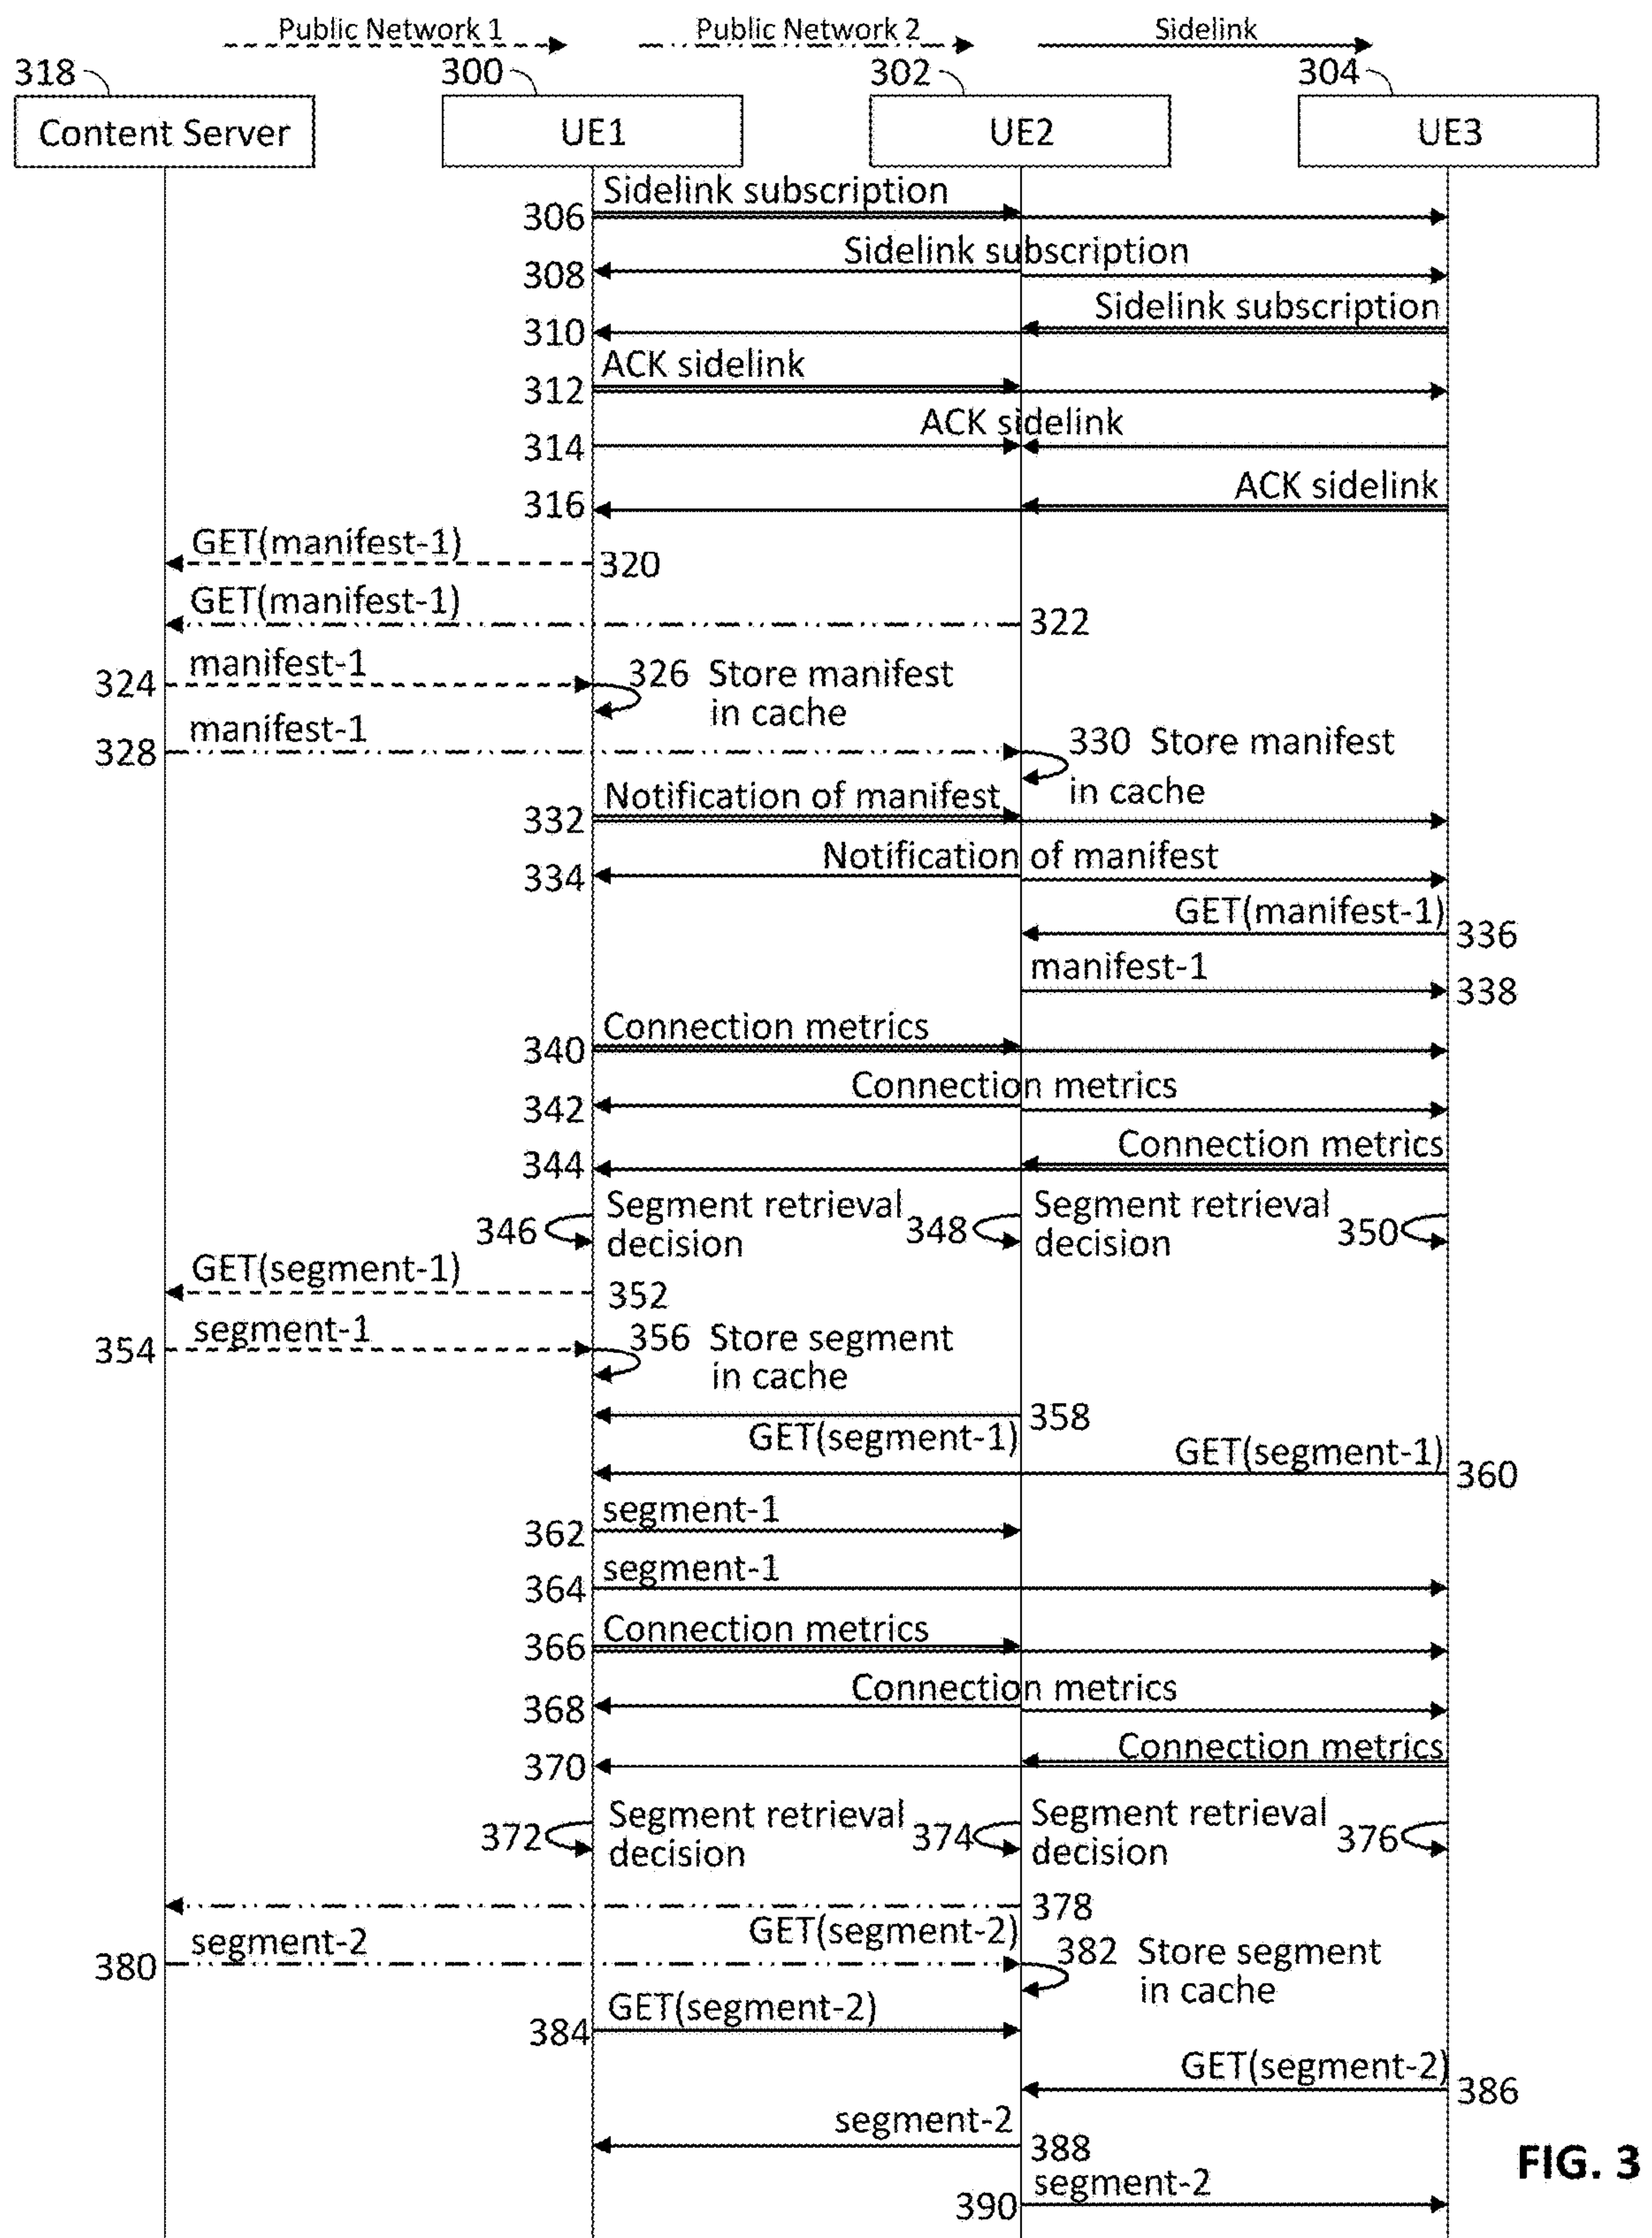 Public Network 1
Public Network 2
Sidelink
318
300
302
304
Content Server
UE1
UE2
UE3
Sidelink subscription
306
Sidelink subscription
308
Sidelink subscription
310
ACK sidelink
312
ACK sidelink
314
ACK sidelink
316
GET(manifest-1)
320
GET(manifest-1)
322
manifest-1
324
326 Store manifest
in cache
manifest-1
328
330 Store manifest
in cache
Notification of manifest
332
Notification of manifest
334
GET(manifest-1)
336
manifest-1
338
Connection metrics
340
Connection metrics
342
Connection metrics
344
346
Segment retrieval
decision
348
Segment retrieval
decision
350
GET(segment-1)
352
segment-1
354
356 Store segment
in cache
358
GET(segment-1)
GET(segment-1)
360
segment-1
362
segment-1
364
Connection metrics
366
Connection metrics
368
Connection metrics
370
372
Segment retrieval
decision
374
Segment retrieval
decision
376
378
GET(segment-2)
segment-2
380
382 Store segment
in cache
GET(segment-2)
384
GET(segment-2)
386
segment-2
388
segment-2
390
FIG. 3